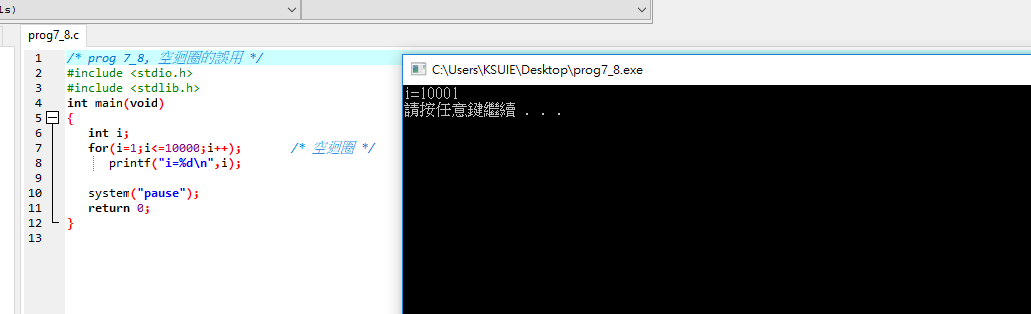 ls)
prog7_8.c
1 /* prog 7_8, 空迴圈的誤用 */
2 #include <stdio.h>
3 #include <stdlib.h>
4 int main(void)
5 {
6 int i;
7 for(i=1;i<=10000;i++); /* 空迴圈 */
8 printf("i=%d\n",i);
9
10 system("pause");
11 return 0;
12 }
13
C:\Users\KSUIE\Desktop\prog7_8.exe
i=10001
請按任意鍵繼續 . . .